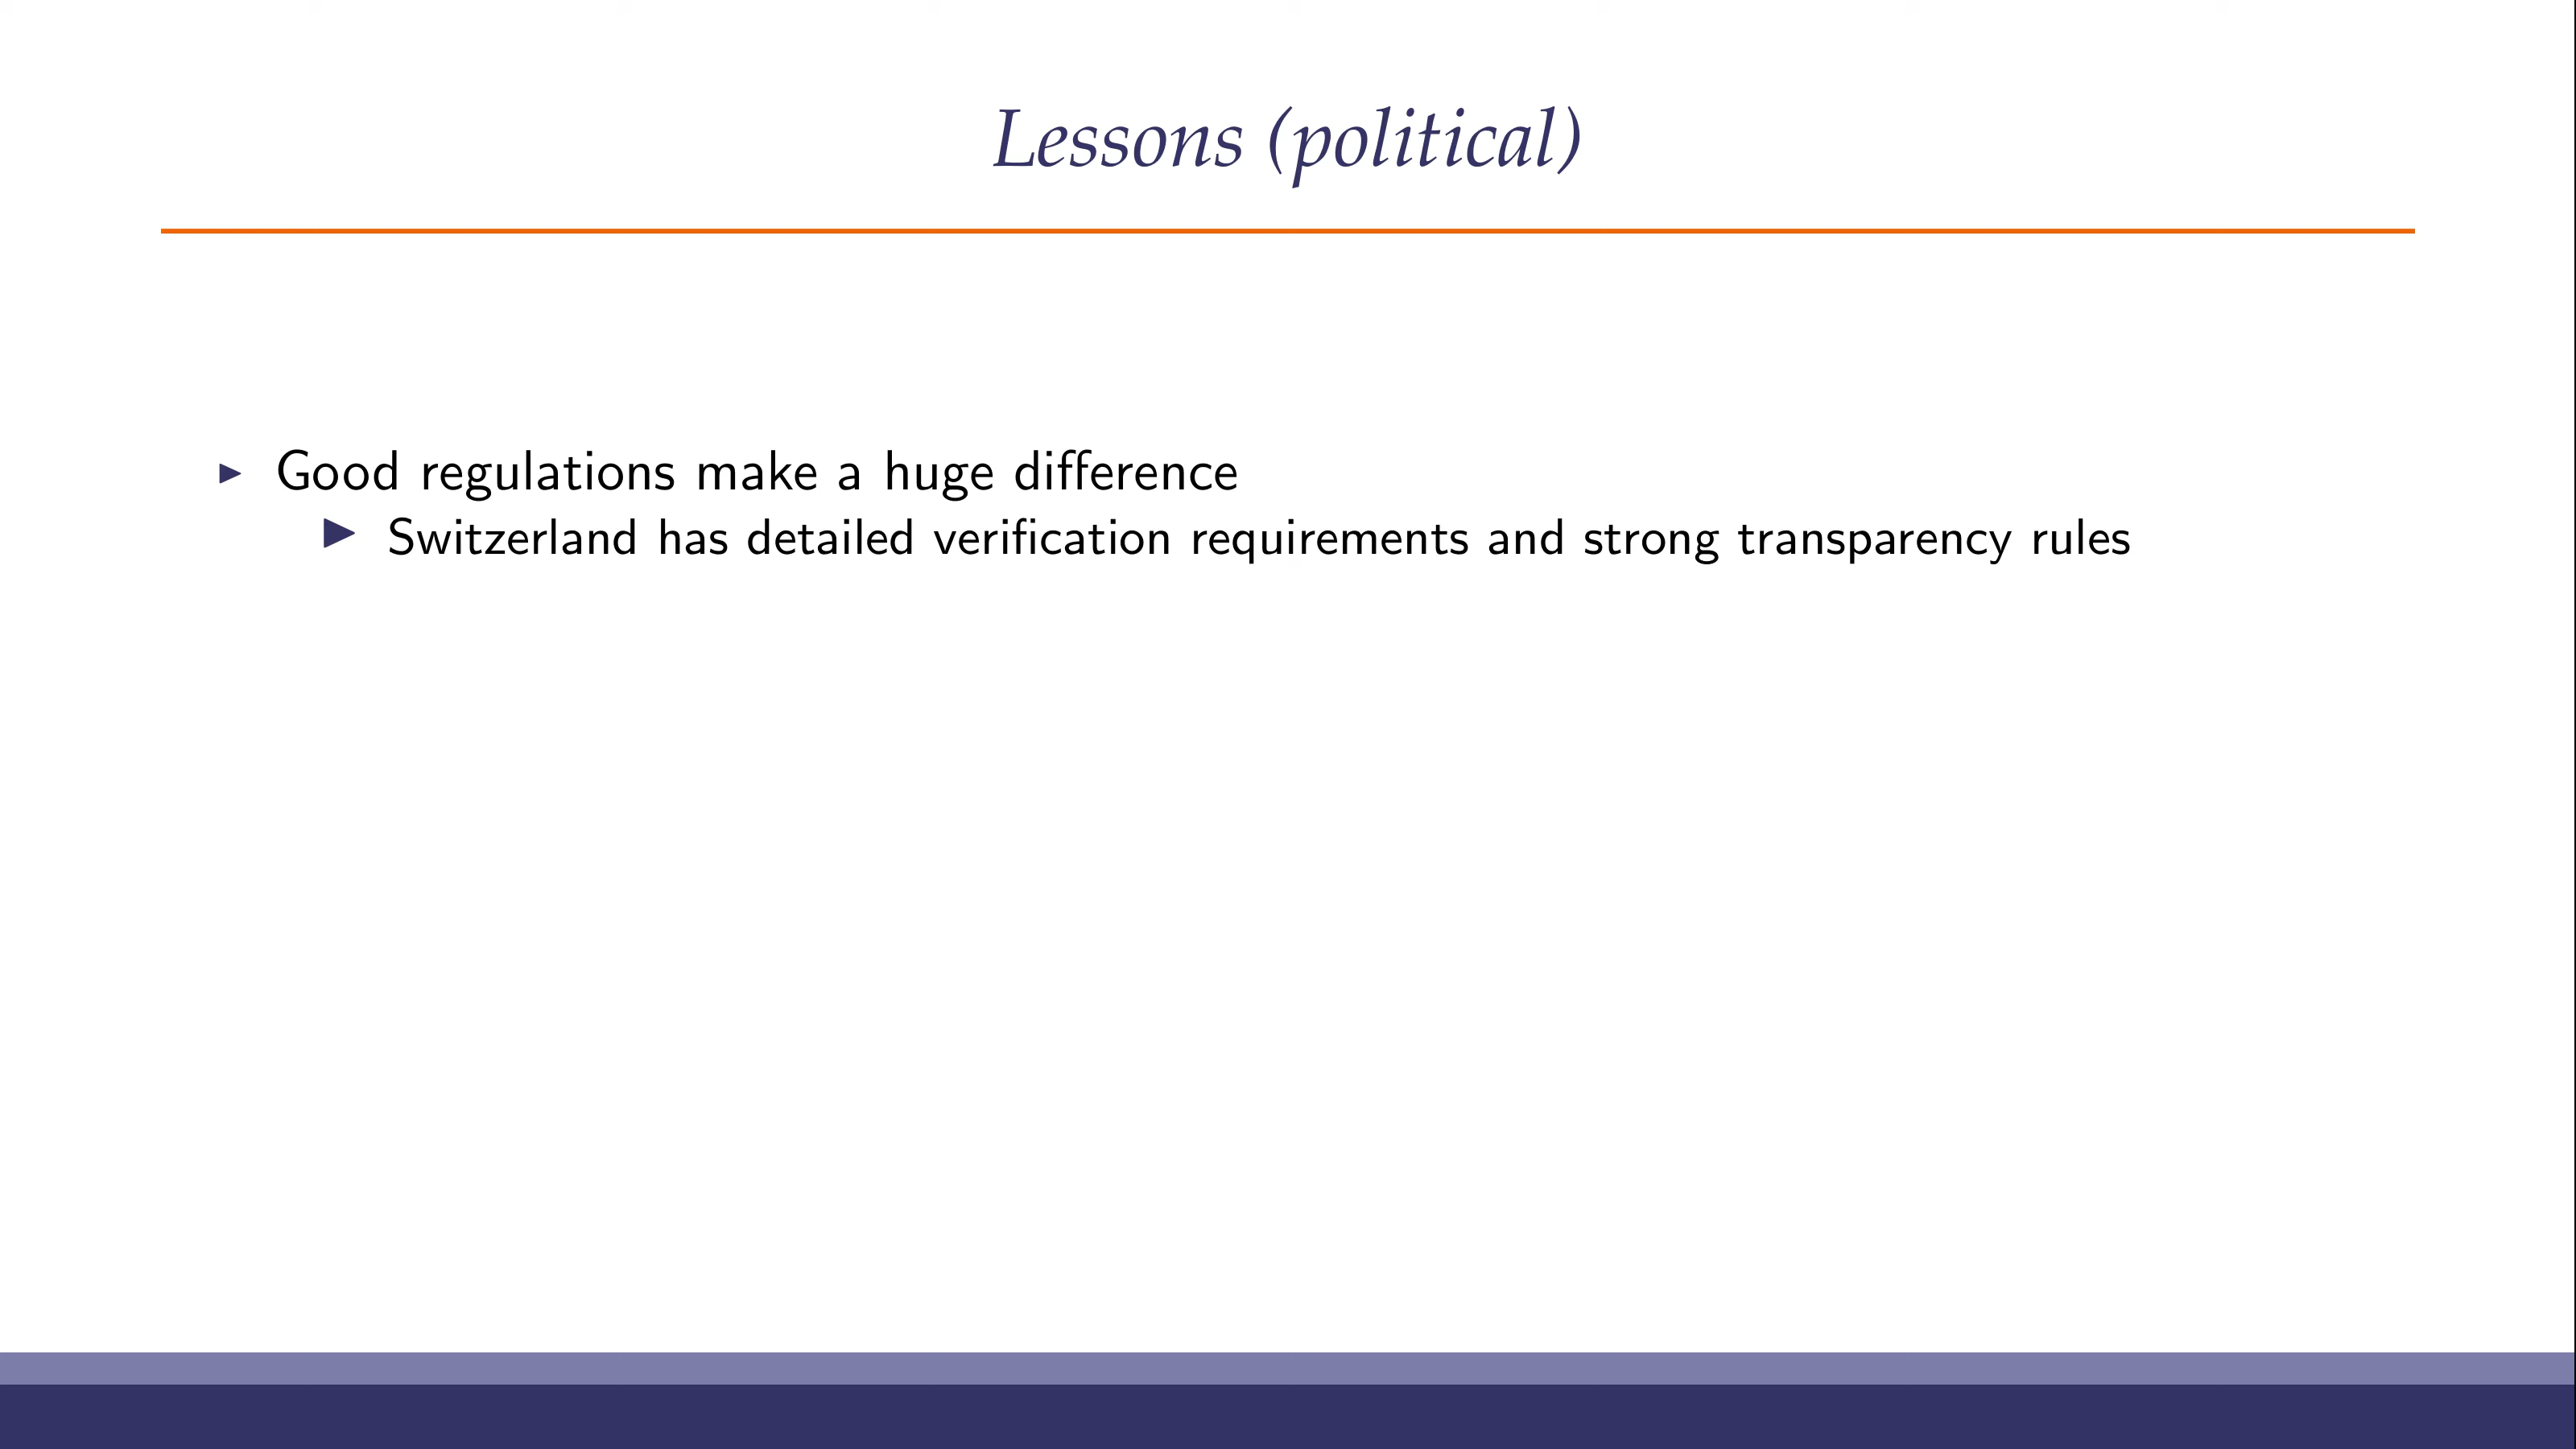 Lessons (political)
Good regulations make a huge difference
Switzerland has detailed verification requirements and strong transparency rules